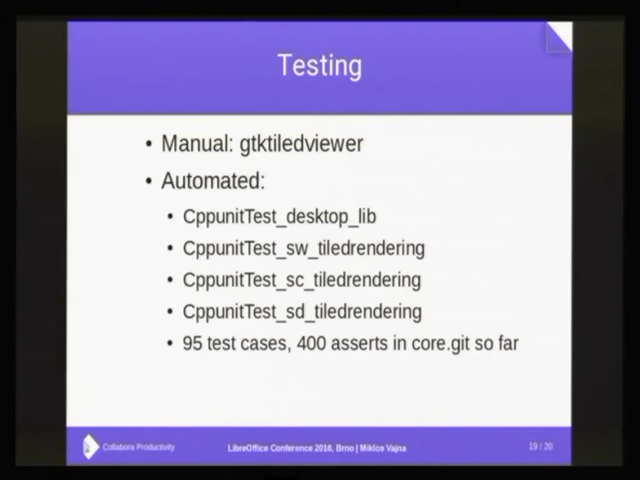 Testing
• Manual: gtktiledviewer
• Automated:
• CppunitTest_desktop_lib
• CppunitTest_sw_tiledrendering
• CppunitTest_sc_tiledrendering
• CppunitTest_sd_tiledrendering
• 95 test cases, 400 asserts in core.git so far
Collabora Productivity
LibreOffice Conference 2016, Brno | Miklos Vajna
19 / 20